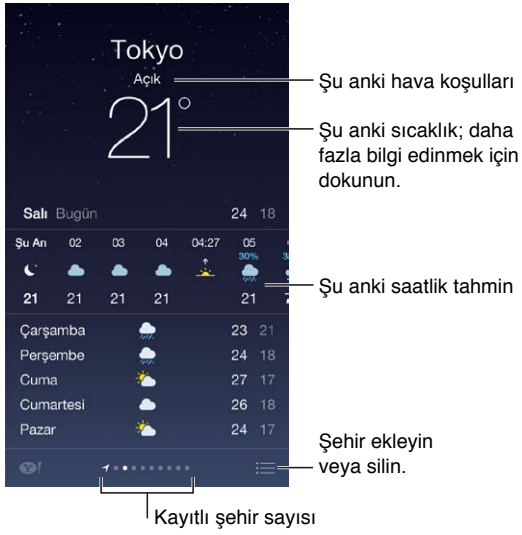 Tokyo
Açık
21°
Şu anki hava koşulları
Şu anki sıcaklık; daha
fazla bilgi edinmek için
dokunun.
Salı Bugün 24 18
Şu An 02 03 04 04:27 05
30%
21 21 21 21 21
Şu anki saatlik tahmin
Çarşamba 23 21
Perşembe 24 18
Cuma 27 17
Cumartesi 26 18
Pazar 24 17
Şehir ekleyin
veya silin.
Y!
Kayıtlı şehir sayısı